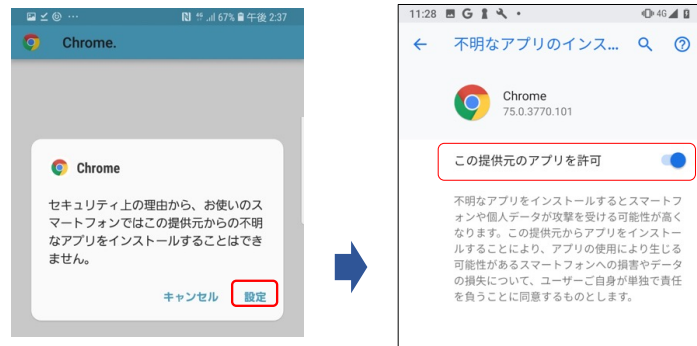 67% 午後 2:37
Chrome.
Chrome
セキュリティ上の理由から、お使いのス
マートフォンではこの提供元からの不明
なアプリをインストールすることはでき
ません。
キャンセル 設定
11:28 G 4G
不明なアプリのインス...
Chrome
75.0.3770.101
この提供元のアプリを許可
不明なアプリをインストールするとスマートフ
ォンや個人データが攻撃を受ける可能性が高く
なります。この提供元からアプリをインストー
ルすることにより、アプリの使用により生じる
可能性があるスマートフォンへの損害やデータ
の損失について、ユーザーご自身が単独で責任
を負うことに同意するものとします。